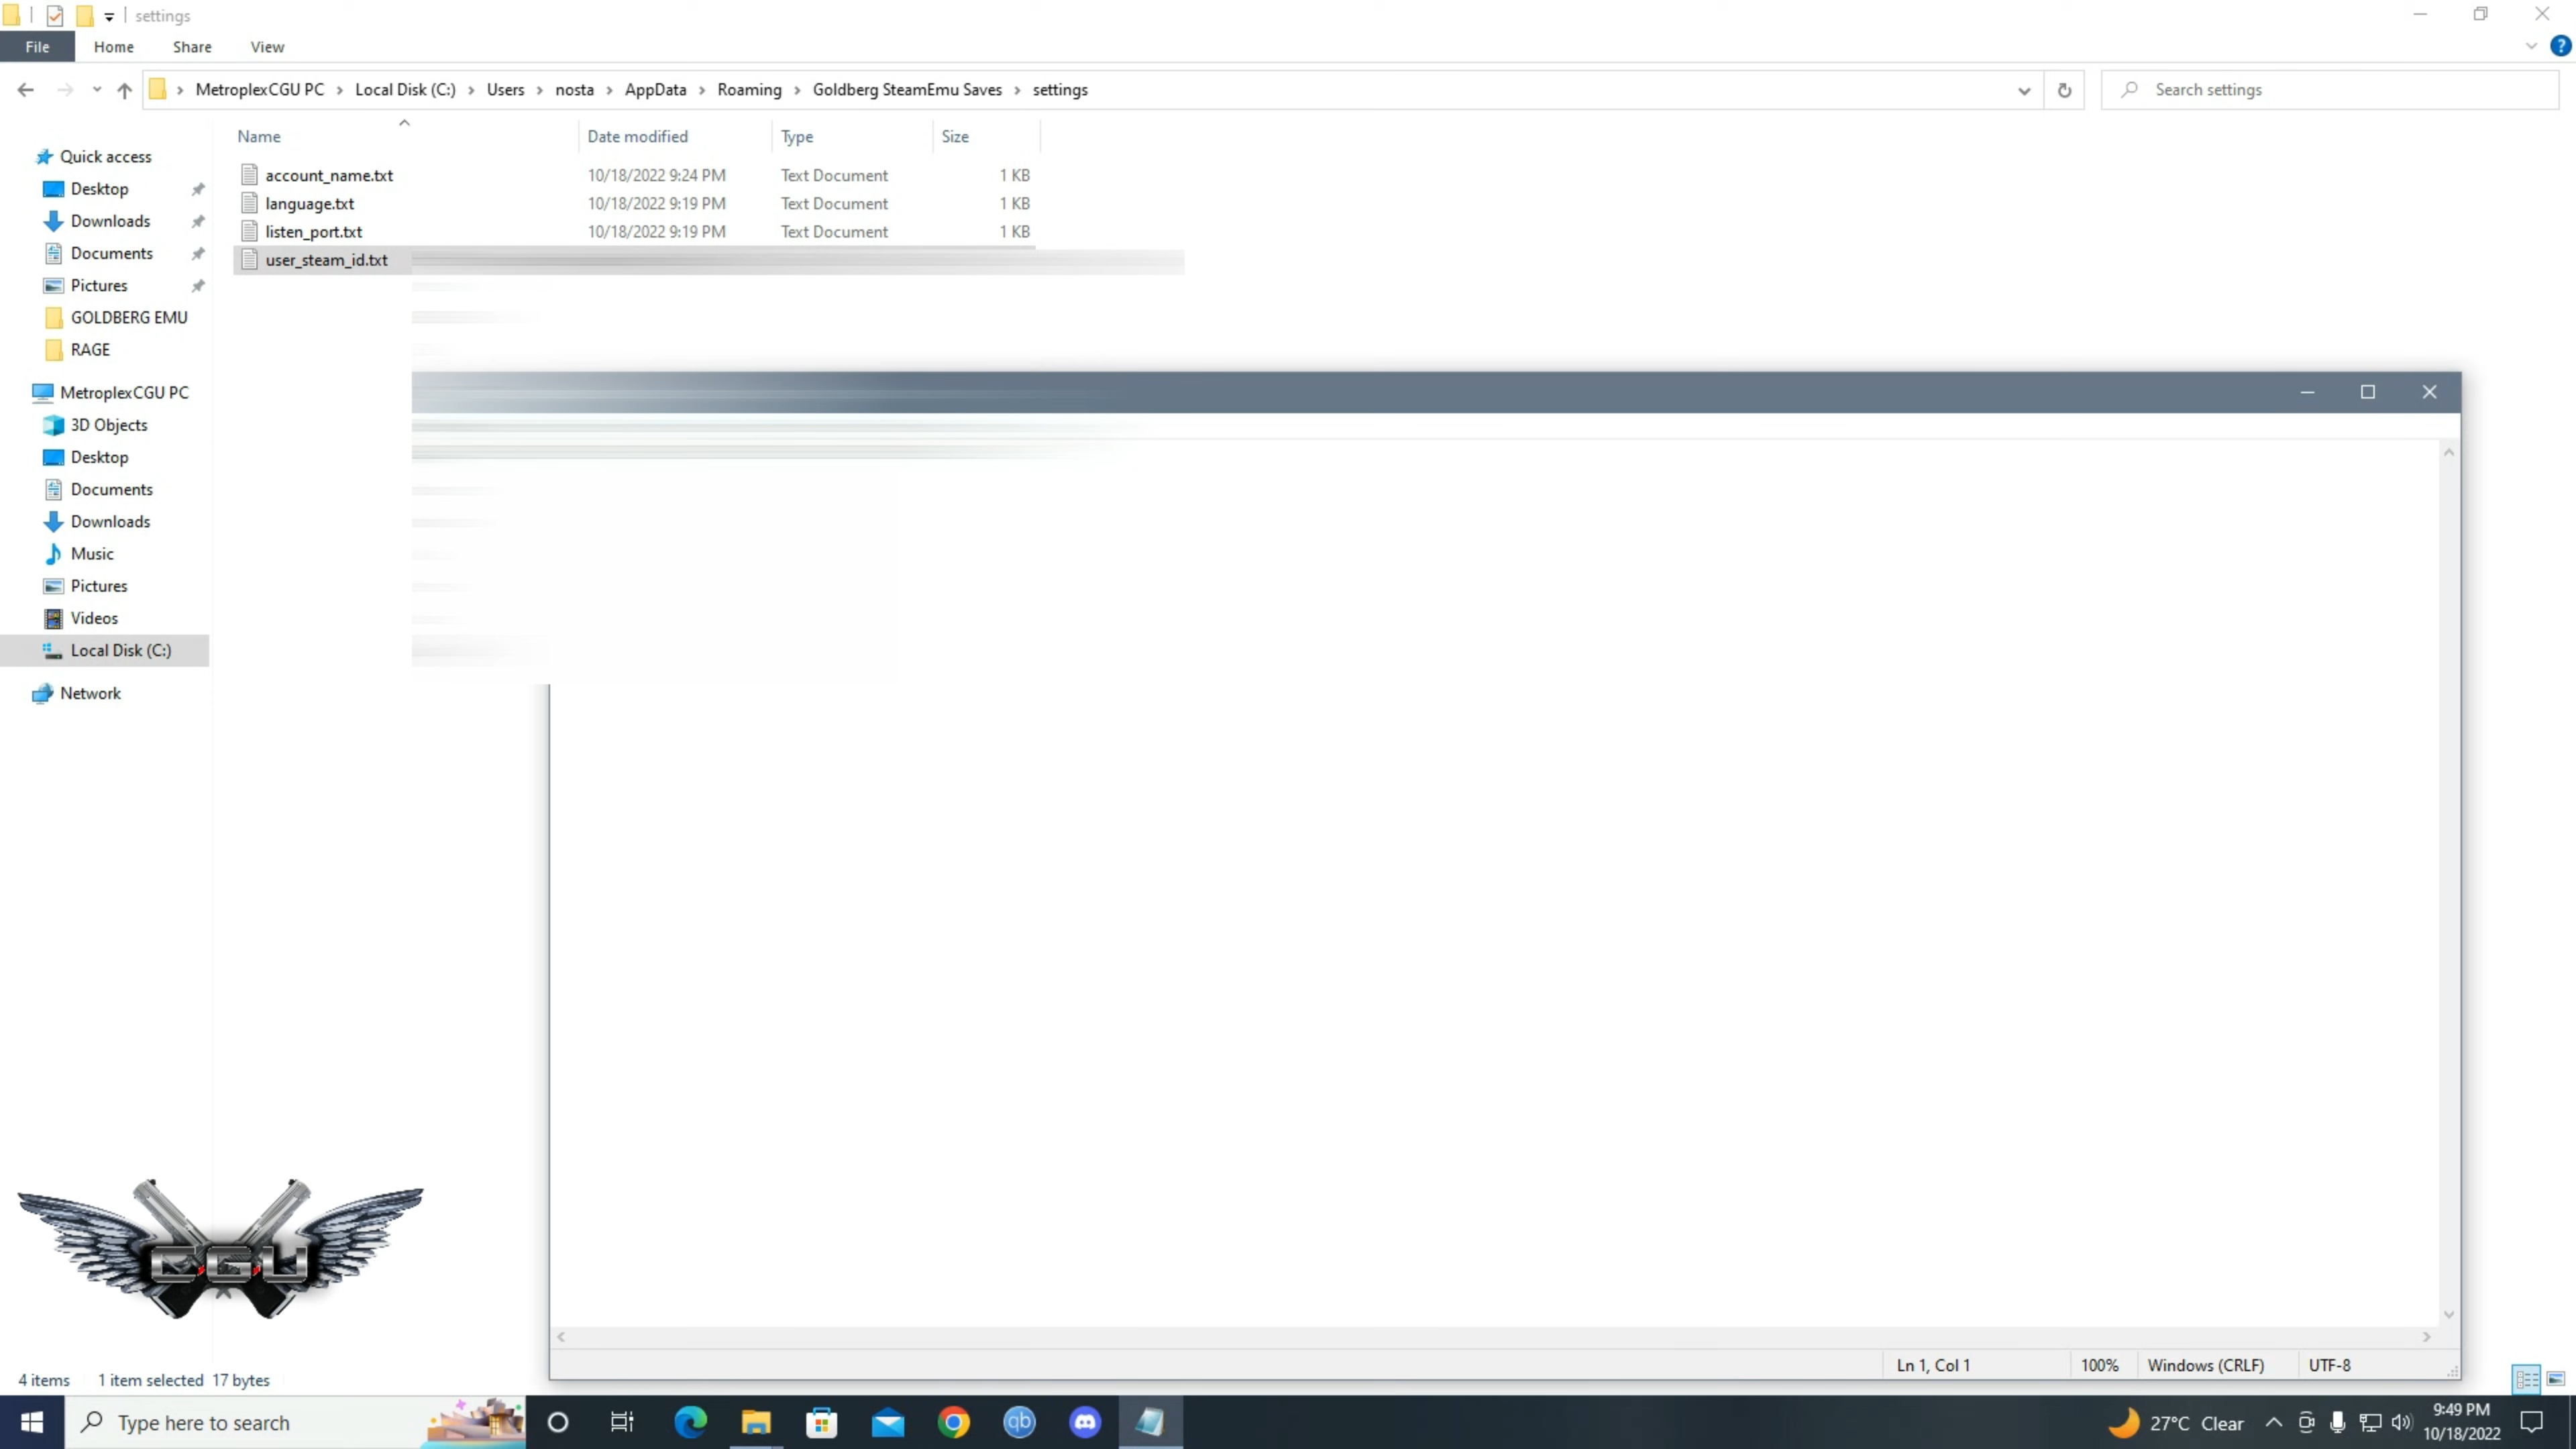 settings
File Home Share View
MetroplexCGU PC Local Disk (C:) Users nosta AppData Roaming Goldberg SteamEmu Saves settings
Search settings
Name Date modified Type Size
account_name.txt 10/18/2022 9:24 PM Text Document 1 KB
language.txt 10/18/2022 9:19 PM Text Document 1 KB
listen_port.txt 10/18/2022 9:19 PM Text Document 1 KB
user_steam_id.txt
Quick access
Desktop
Downloads
Documents
Pictures
GOLDBERG EMU
RAGE
MetroplexCGU PC
3D Objects
Desktop
Documents
Downloads
Music
Pictures
Videos
Local Disk (C:)
Network
C.G.U
Ln 1, Col 1 100% Windows (CRLF) UTF-8
4 items 1 item selected 17 bytes
Type here to search
qb
27°C Clear
9:49 PM
10/18/2022